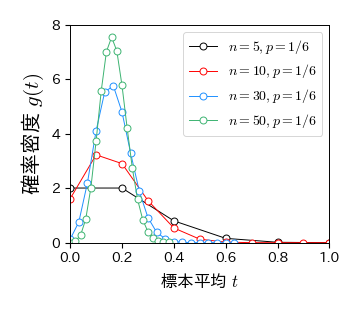 8
6
4
2
0
確率密度 g(t)
n = 5, p = 1/6
n = 10, p = 1/6
n = 30, p = 1/6
n = 50, p = 1/6
0.0 0.2 0.4 0.6 0.8 1.0
標本平均 t